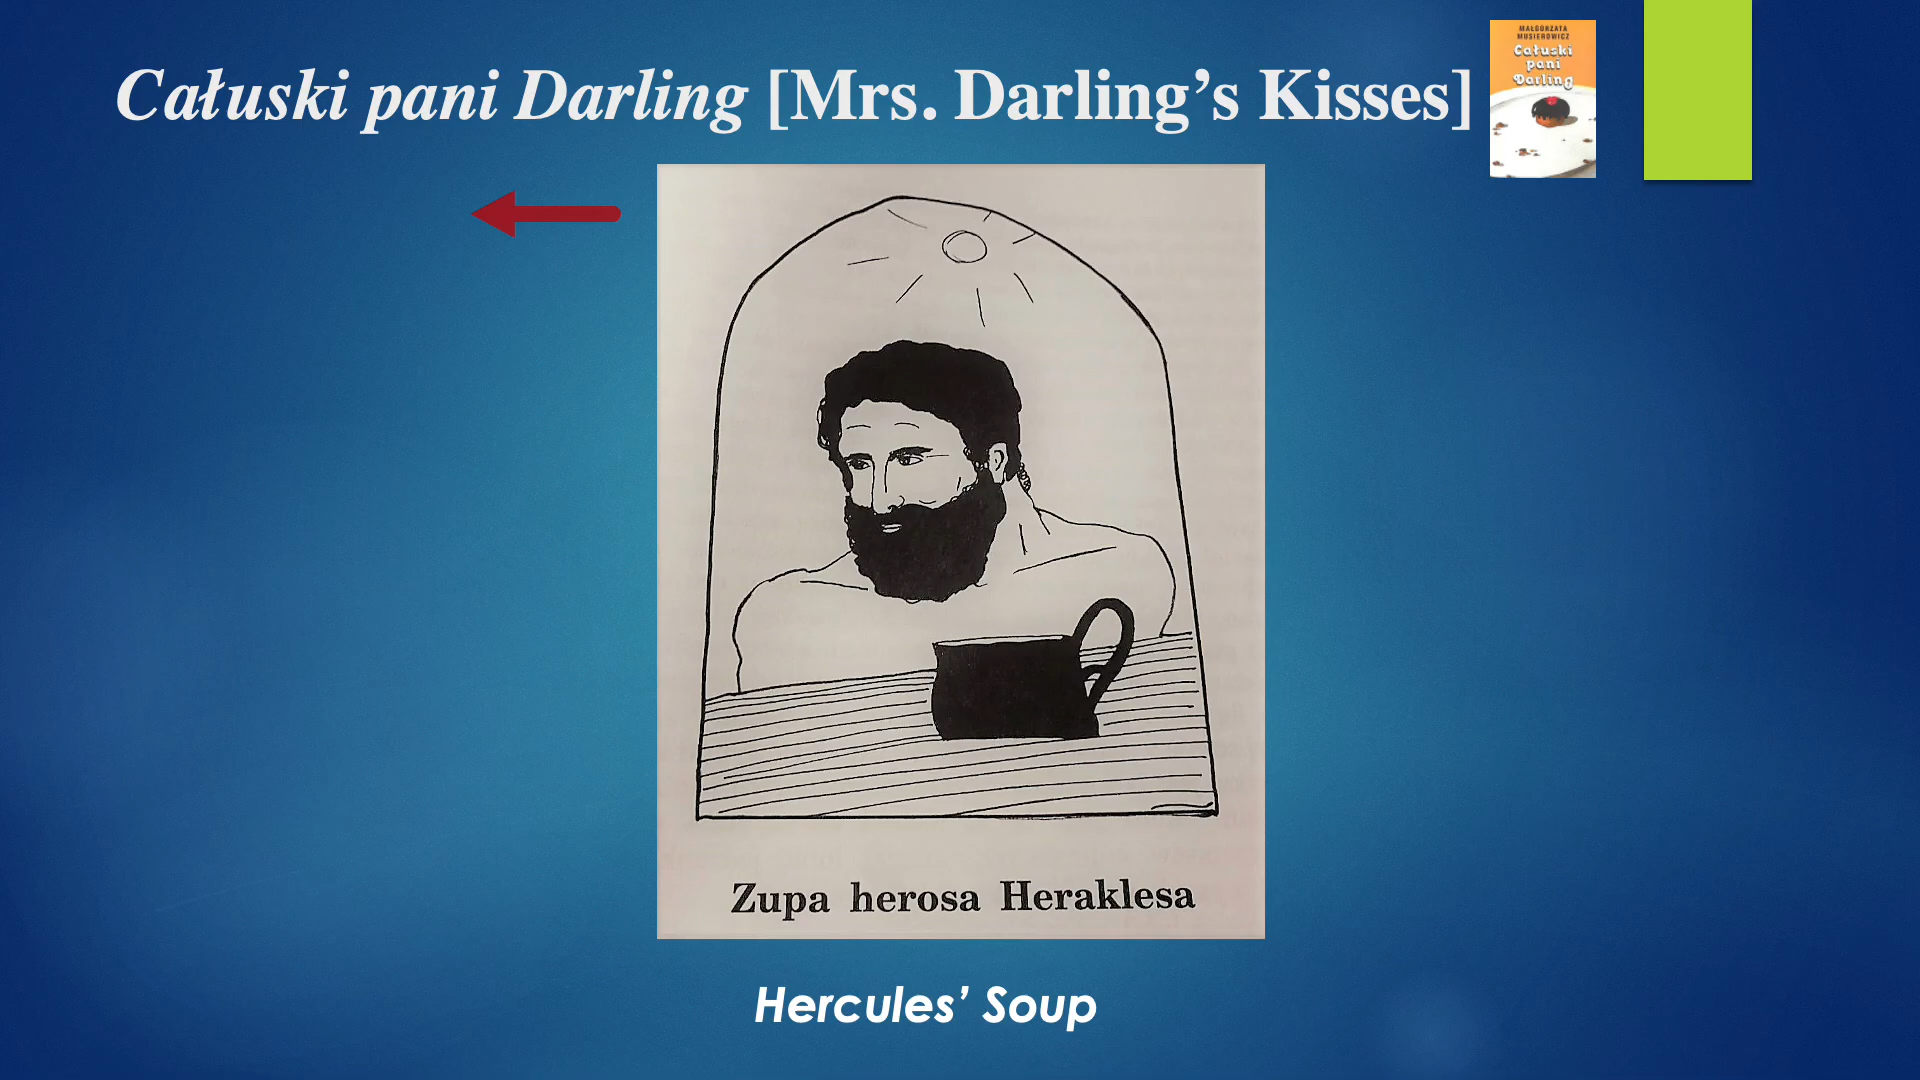 Całuski pani Darling [Mrs. Darling’s Kisses]
MAŁGORZATA
MUSIEROWICZ
Całuski
pani
Darling
Zupa herosa Heraklesa
Hercules’ Soup